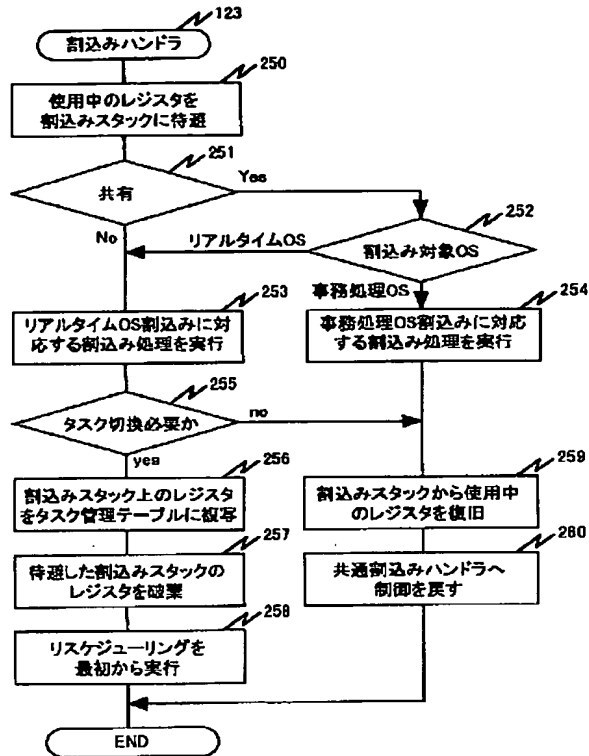 123
割込みハンドラ
250
使用中のレジスタを
割込みスタックに待避
251
共有
Yes
No
252
割込み対象OS
リアルタイムOS
事務処理OS
253
リアルタイムOS割込みに対
応する割込み処理を実行
254
事務処理OS割込みに対応
する割込み処理を実行
255
タスク切換必要か
no
yes
256
割込みスタック上のレジスタ
をタスク管理テーブルに複写
257
待避した割込みスタックの
レジスタを破棄
258
リスケジューリングを
最初から実行
259
割込みスタックから使用中
のレジスタを復旧
260
共通割込みハンドラへ
制御を戻す
END